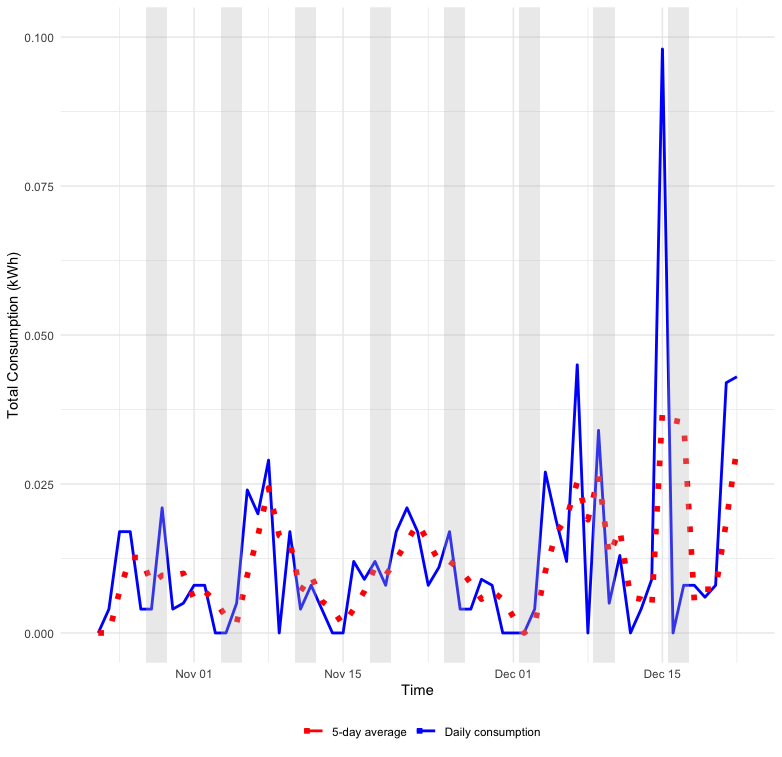 0.100
0.075
0.050
0.025
0.000
Total Consumption (kWh)
Nov 01
Nov 15
Dec 01
Dec 15
Time
5-day average
Daily consumption